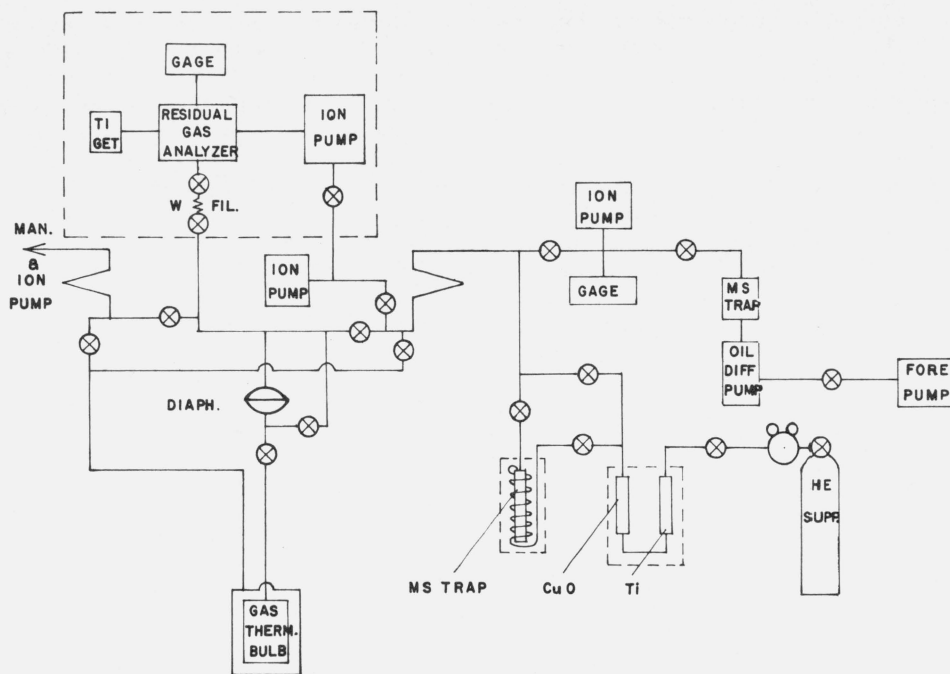 GAGE
TI
GET
RESIDUAL
GAS
ANALYZER
ION
PUMP
W FIL.
MAN.
&
ION
PUMP
ION
PUMP
ION
PUMP
GAGE
MS
TRAP
OIL
DIFF
PUMP
FORE
PUMP
DIAPH.
HE
SUPP.
MS TRAP
CuO
Ti
GAS
THERM.
BULB